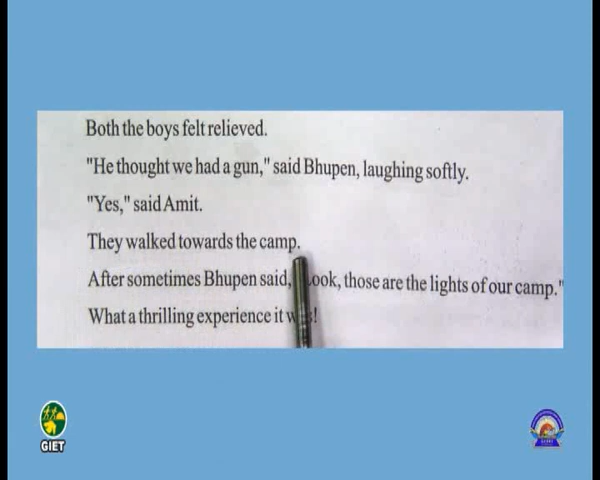 Both the boys felt relieved.
"He thought we had a gun," said Bhupen, laughing softly.
"Yes," said Amit.
They walked towards the camp.
After sometimes Bhupen said, ook, those are the lights of our camp."
What a thrilling experience it w s!
GIET